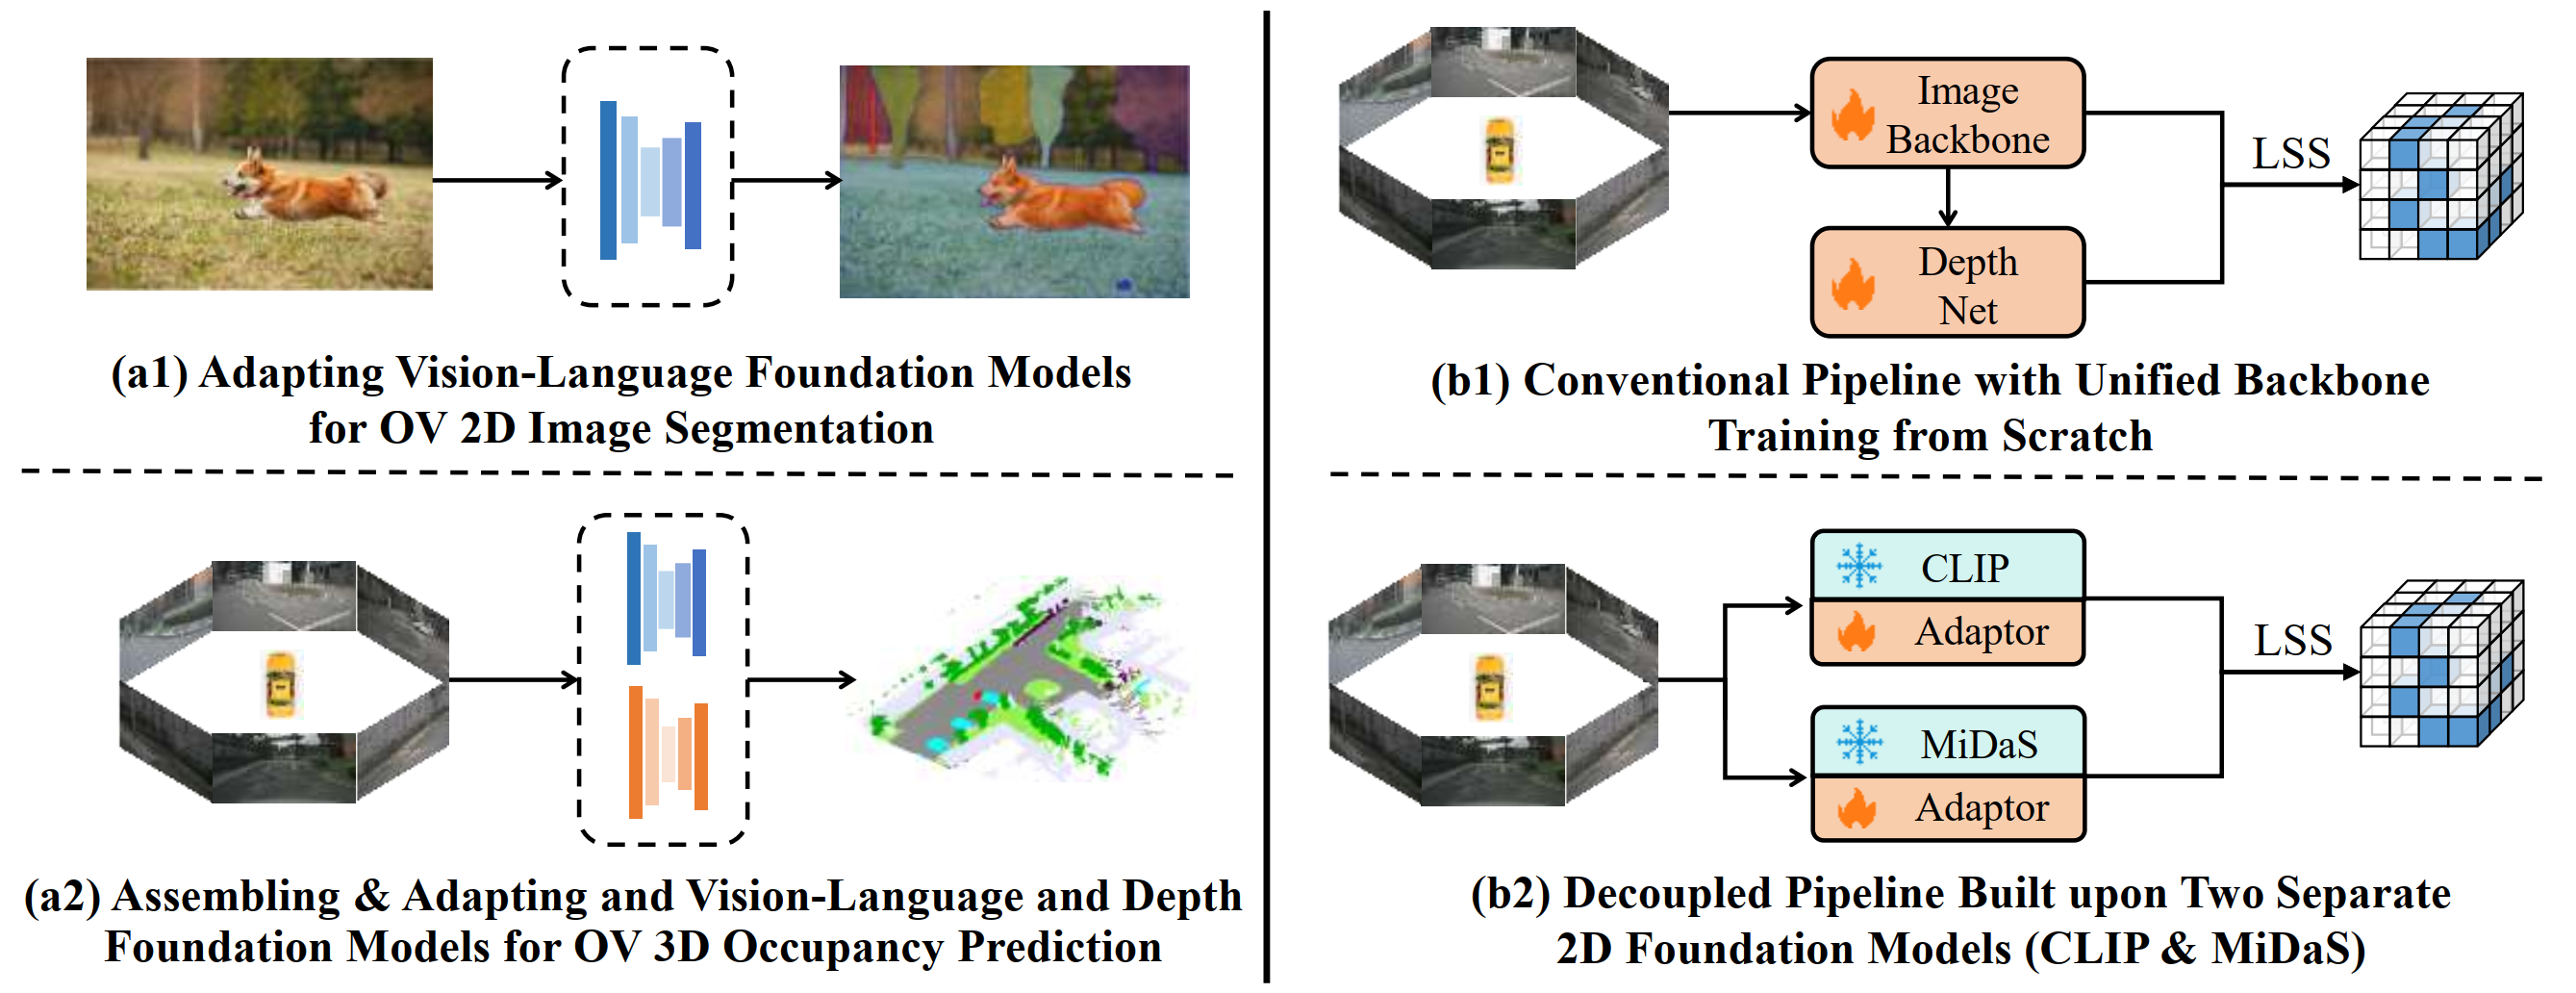 (a1) Adapting Vision-Language Foundation Models
for OV 2D Image Segmentation
(a2) Assembling & Adapting and Vision-Language and Depth
Foundation Models for OV 3D Occupancy Prediction
Image
Backbone
Depth
Net
LSS
(b1) Conventional Pipeline with Unified Backbone
Training from Scratch
CLIP
Adaptor
MiDaS
Adaptor
LSS
(b2) Decoupled Pipeline Built upon Two Separate
2D Foundation Models (CLIP & MiDaS)